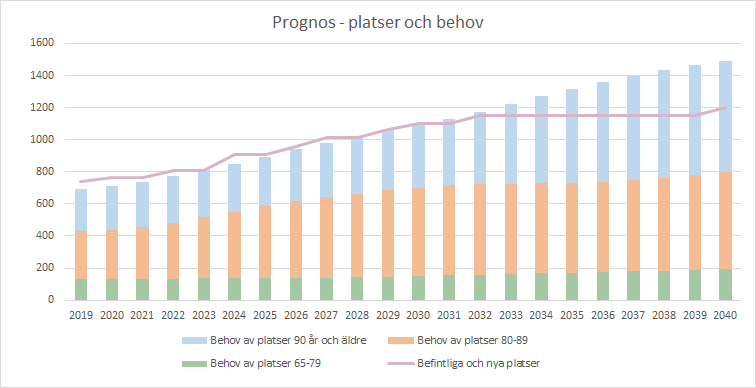 Prognos - platser och behov
1600
1400
1200
1000
800
600
400
200
0
2019 2020 2021 2022 2023 2024 2025 2026 2027 2028 2029 2030 2031 2032 2033 2034 2035 2036 2037 2038 2039 2040
Behov av platser 90 år och äldre Behov av platser 80-89
Behov av platser 65-79 Befintliga och nya platser